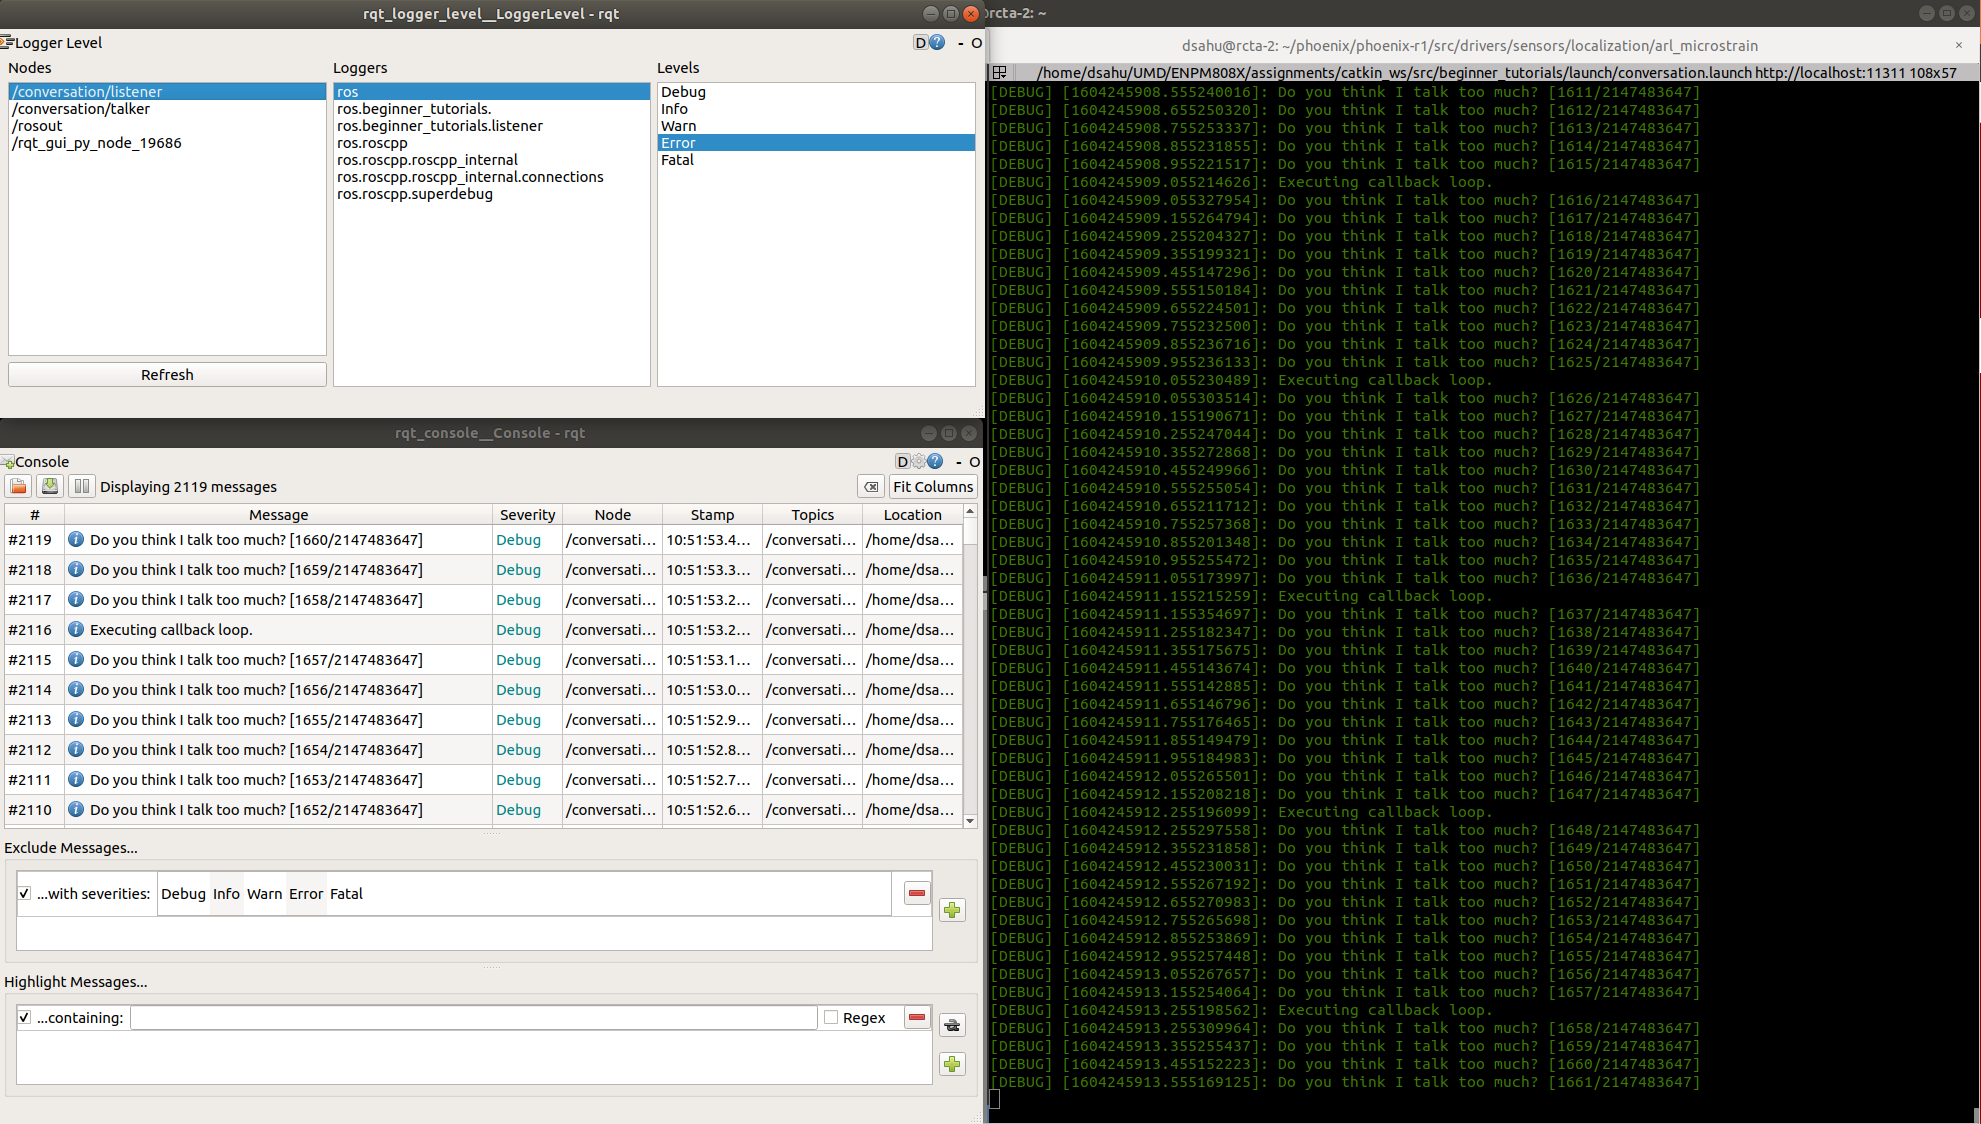 rqt_logger_level__LoggerLevel - rqt
Logger Level
D ? - O
Nodes
/conversation/listener
/conversation/talker
/rosout
/rqt_gui_py_node_19686
Refresh
Loggers
ros
ros.beginner_tutorials.
ros.beginner_tutorials.listener
ros.roscpp
ros.roscpp.roscpp_internal
ros.roscpp.roscpp_internal.connections
ros.roscpp.superdebug
Levels
Debug
Info
Warn
Error
Fatal
rqt_console__Console - rqt
Console
D ? - O
Displaying 2119 messages
Fit Columns
# Message Severity Node Stamp Topics Location
#2119 Do you think I talk too much? [1660/2147483647] Debug /conversati... 10:51:53.4... /conversati... /home/dsa...
#2118 Do you think I talk too much? [1659/2147483647] Debug /conversati... 10:51:53.3... /conversati... /home/dsa...
#2117 Do you think I talk too much? [1658/2147483647] Debug /conversati... 10:51:53.2... /conversati... /home/dsa...
#2116 Executing callback loop. Debug /conversati... 10:51:53.2... /conversati... /home/dsa...
#2115 Do you think I talk too much? [1657/2147483647] Debug /conversati... 10:51:53.1... /conversati... /home/dsa...
#2114 Do you think I talk too much? [1656/2147483647] Debug /conversati... 10:51:53.0... /conversati... /home/dsa...
#2113 Do you think I talk too much? [1655/2147483647] Debug /conversati... 10:51:52.9... /conversati... /home/dsa...
#2112 Do you think I talk too much? [1654/2147483647] Debug /conversati... 10:51:52.8... /conversati... /home/dsa...
#2111 Do you think I talk too much? [1653/2147483647] Debug /conversati... 10:51:52.7... /conversati... /home/dsa...
#2110 Do you think I talk too much? [1652/2147483647] Debug /conversati... 10:51:52.6... /conversati... /home/dsa...
Exclude Messages...
...with severities: Debug Info Warn Error Fatal
Highlight Messages...
...containing: Regex
rcta-2: ~
dsahu@rcta-2: ~/phoenix/phoenix-r1/src/drivers/sensors/localization/arl_microstrain
/home/dsahu/UMD/ENPM808X/assignments/catkin_ws/src/beginner_tutorials/launch/conversation.launch http://localhost:11311 108x57
[DEBUG] [1604245908.555240016]: Do you think I talk too much? [1611/2147483647]
[DEBUG] [1604245908.655250320]: Do you think I talk too much? [1612/2147483647]
[DEBUG] [1604245908.755253337]: Do you think I talk too much? [1613/2147483647]
[DEBUG] [1604245908.855231855]: Do you think I talk too much? [1614/2147483647]
[DEBUG] [1604245908.955221517]: Do you think I talk too much? [1615/2147483647]
[DEBUG] [1604245909.055214626]: Executing callback loop.
[DEBUG] [1604245909.055327954]: Do you think I talk too much? [1616/2147483647]
[DEBUG] [1604245909.155264794]: Do you think I talk too much? [1617/2147483647]
[DEBUG] [1604245909.255204327]: Do you think I talk too much? [1618/2147483647]
[DEBUG] [1604245909.355199321]: Do you think I talk too much? [1619/2147483647]
[DEBUG] [1604245909.455147296]: Do you think I talk too much? [1620/2147483647]
[DEBUG] [1604245909.555150184]: Do you think I talk too much? [1621/2147483647]
[DEBUG] [1604245909.655224501]: Do you think I talk too much? [1622/2147483647]
[DEBUG] [1604245909.755232500]: Do you think I talk too much? [1623/2147483647]
[DEBUG] [1604245909.855236716]: Do you think I talk too much? [1624/2147483647]
[DEBUG] [1604245909.955236133]: Do you think I talk too much? [1625/2147483647]
[DEBUG] [1604245910.055230489]: Executing callback loop.
[DEBUG] [1604245910.055303514]: Do you think I talk too much? [1626/2147483647]
[DEBUG] [1604245910.155190671]: Do you think I talk too much? [1627/2147483647]
[DEBUG] [1604245910.255247044]: Do you think I talk too much? [1628/2147483647]
[DEBUG] [1604245910.355272868]: Do you think I talk too much? [1629/2147483647]
[DEBUG] [1604245910.455249966]: Do you think I talk too much? [1630/2147483647]
[DEBUG] [1604245910.555255054]: Do you think I talk too much? [1631/2147483647]
[DEBUG] [1604245910.655211712]: Do you think I talk too much? [1632/2147483647]
[DEBUG] [1604245910.755257368]: Do you think I talk too much? [1633/2147483647]
[DEBUG] [1604245910.855201348]: Do you think I talk too much? [1634/2147483647]
[DEBUG] [1604245910.955255472]: Do you think I talk too much? [1635/2147483647]
[DEBUG] [1604245911.055173997]: Do you think I talk too much? [1636/2147483647]
[DEBUG] [1604245911.155215259]: Executing callback loop.
[DEBUG] [1604245911.155354697]: Do you think I talk too much? [1637/2147483647]
[DEBUG] [1604245911.255182347]: Do you think I talk too much? [1638/2147483647]
[DEBUG] [1604245911.355175675]: Do you think I talk too much? [1639/2147483647]
[DEBUG] [1604245911.455143674]: Do you think I talk too much? [1640/2147483647]
[DEBUG] [1604245911.555142885]: Do you think I talk too much? [1641/2147483647]
[DEBUG] [1604245911.655146796]: Do you think I talk too much? [1642/2147483647]
[DEBUG] [1604245911.755176465]: Do you think I talk too much? [1643/2147483647]
[DEBUG] [1604245911.855149479]: Do you think I talk too much? [1644/2147483647]
[DEBUG] [1604245911.955184983]: Do you think I talk too much? [1645/2147483647]
[DEBUG] [1604245912.055265501]: Do you think I talk too much? [1646/2147483647]
[DEBUG] [1604245912.155208218]: Do you think I talk too much? [1647/2147483647]
[DEBUG] [1604245912.255196099]: Executing callback loop.
[DEBUG] [1604245912.255297558]: Do you think I talk too much? [1648/2147483647]
[DEBUG] [1604245912.355231858]: Do you think I talk too much? [1649/2147483647]
[DEBUG] [1604245912.455230031]: Do you think I talk too much? [1650/2147483647]
[DEBUG] [1604245912.555267192]: Do you think I talk too much? [1651/2147483647]
[DEBUG] [1604245912.655270983]: Do you think I talk too much? [1652/2147483647]
[DEBUG] [1604245912.755265698]: Do you think I talk too much? [1653/2147483647]
[DEBUG] [1604245912.855253869]: Do you think I talk too much? [1654/2147483647]
[DEBUG] [1604245912.955257448]: Do you think I talk too much? [1655/2147483647]
[DEBUG] [1604245913.055267657]: Do you think I talk too much? [1656/2147483647]
[DEBUG] [1604245913.155254064]: Do you think I talk too much? [1657/2147483647]
[DEBUG] [1604245913.255198562]: Executing callback loop.
[DEBUG] [1604245913.255309964]: Do you think I talk too much? [1658/2147483647]
[DEBUG] [1604245913.355255437]: Do you think I talk too much? [1659/2147483647]
[DEBUG] [1604245913.455152223]: Do you think I talk too much? [1660/2147483647]
[DEBUG] [1604245913.555169125]: Do you think I talk too much? [1661/2147483647]